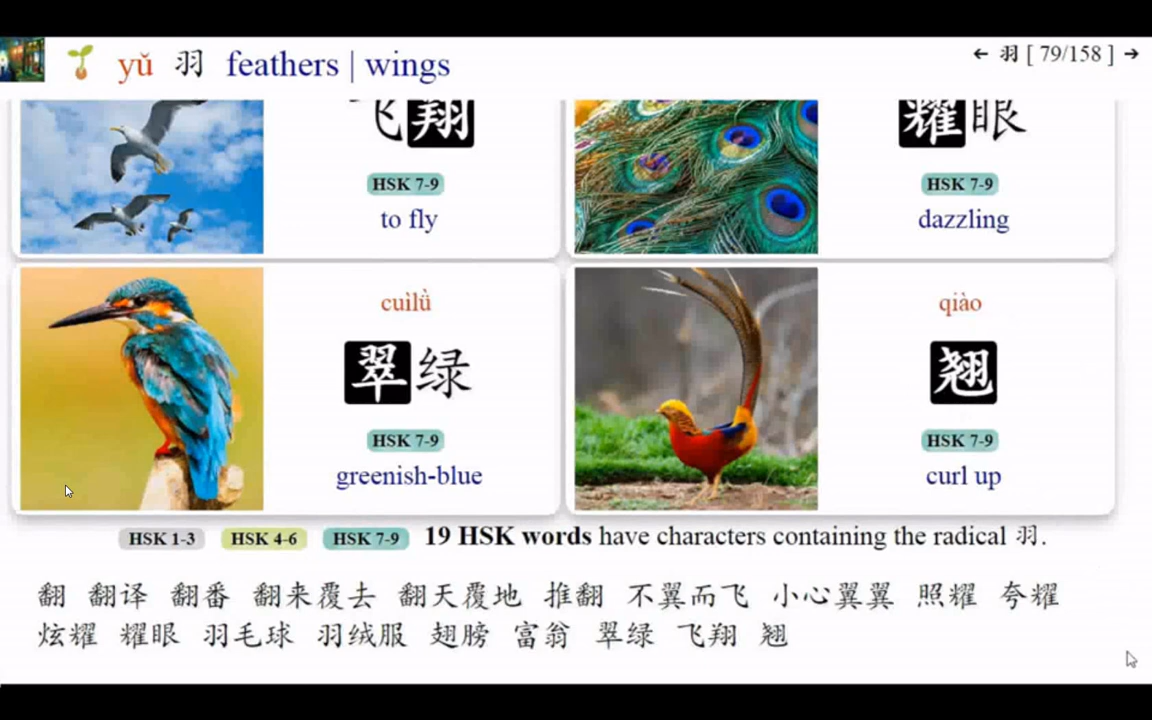 yǔ 羽 feathers | wings
← 羽 [ 79/158 ] →
飞翔
HSK 7-9
to fly
耀眼
HSK 7-9
dazzling
cuìlǜ
翠绿
HSK 7-9
greenish-blue
qiào
翘
HSK 7-9
curl up
HSK 1-3 HSK 4-6 HSK 7-9 19 HSK words have characters containing the radical 羽.
翻 翻译 翻番 翻来覆去 翻天覆地 推翻 不翼而飞 小心翼翼 照耀 夸耀
炫耀 耀眼 羽毛球 羽绒服 翅膀 富翁 翠绿 飞翔 翘